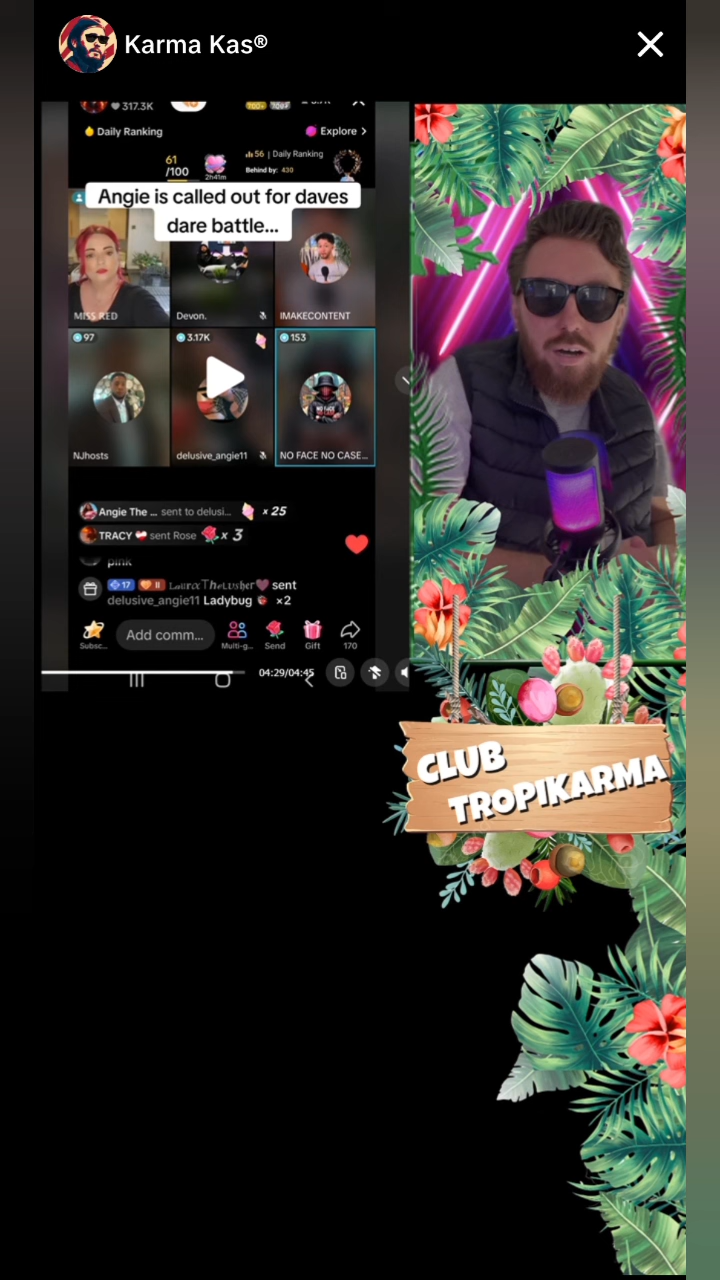 Karma Kas®
317.3K
Daily Ranking
Explore >
61
/100
2h41m
56 | Daily Ranking
Behind by: 430
Angie is called out for daves
dare battle...
MISS RED
Devon.
IMAKECONTENT
97
3.17K
153
NJhosts
delusive_angie11
NO FACE NO CASE...
Angie The ... sent to delusi... x 25
TRACY sent Rose x 3
pink
17 II LauraTheLusher sent
delusive_angie11 Ladybug ×2
Add comm...
Subsc...
Multi-g...
Send
Gift
170
04:29/04:45
CLUB
TROPIKARMA